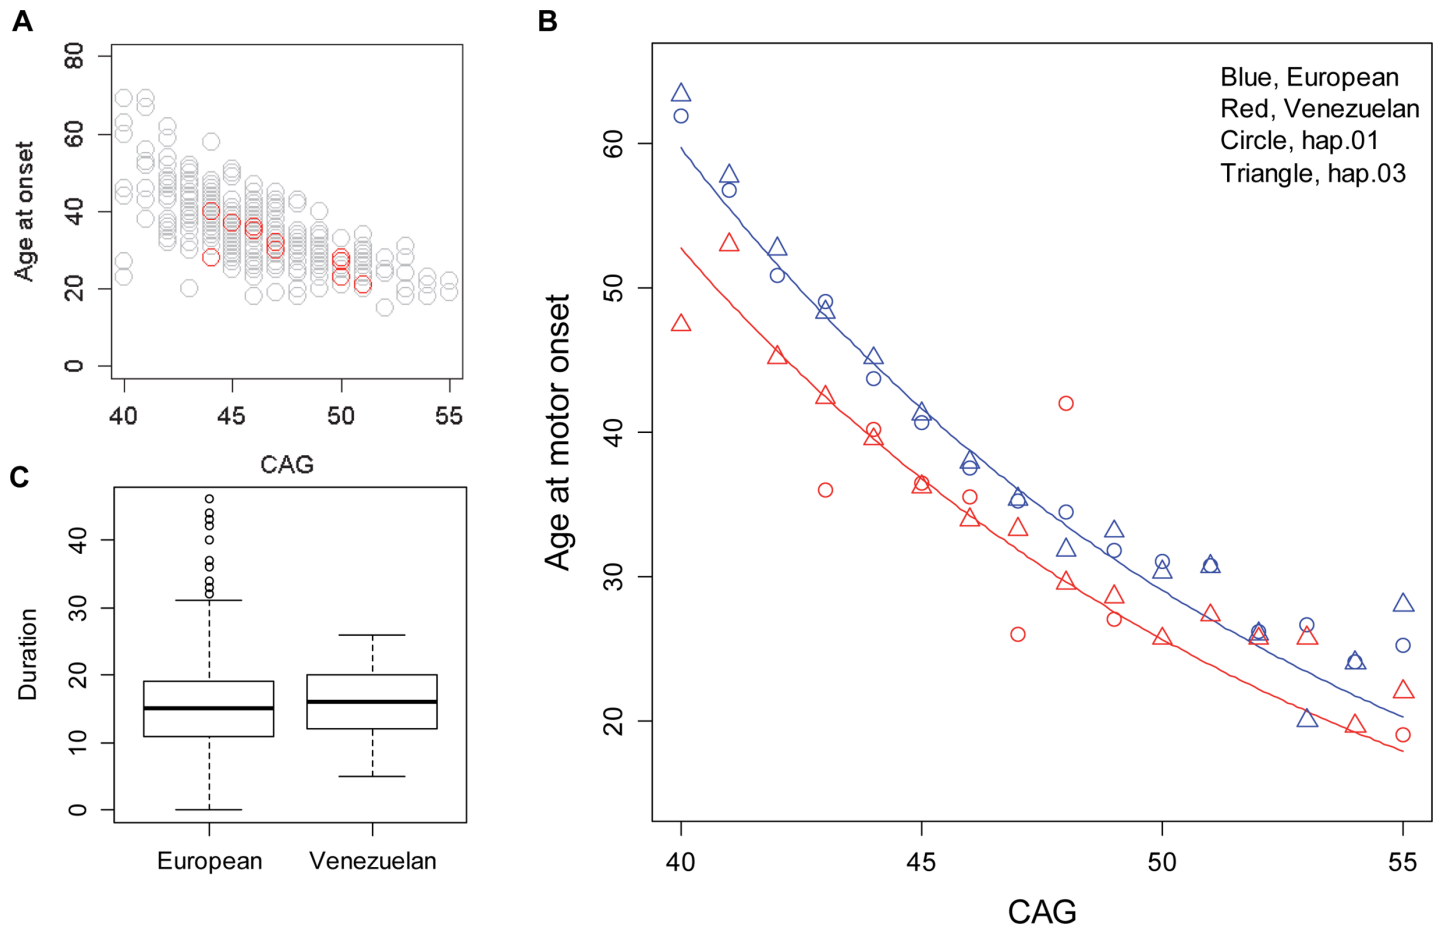 A
80
60
40
20
0
Age at onset
40 45 50 55
CAG
B
Blue, European
Red, Venezuelan
Circle, hap.01
Triangle, hap.03
60
50
40
30
20
Age at motor onset
40 45 50 55
CAG
C
40
30
20
10
0
Duration
European Venezuelan